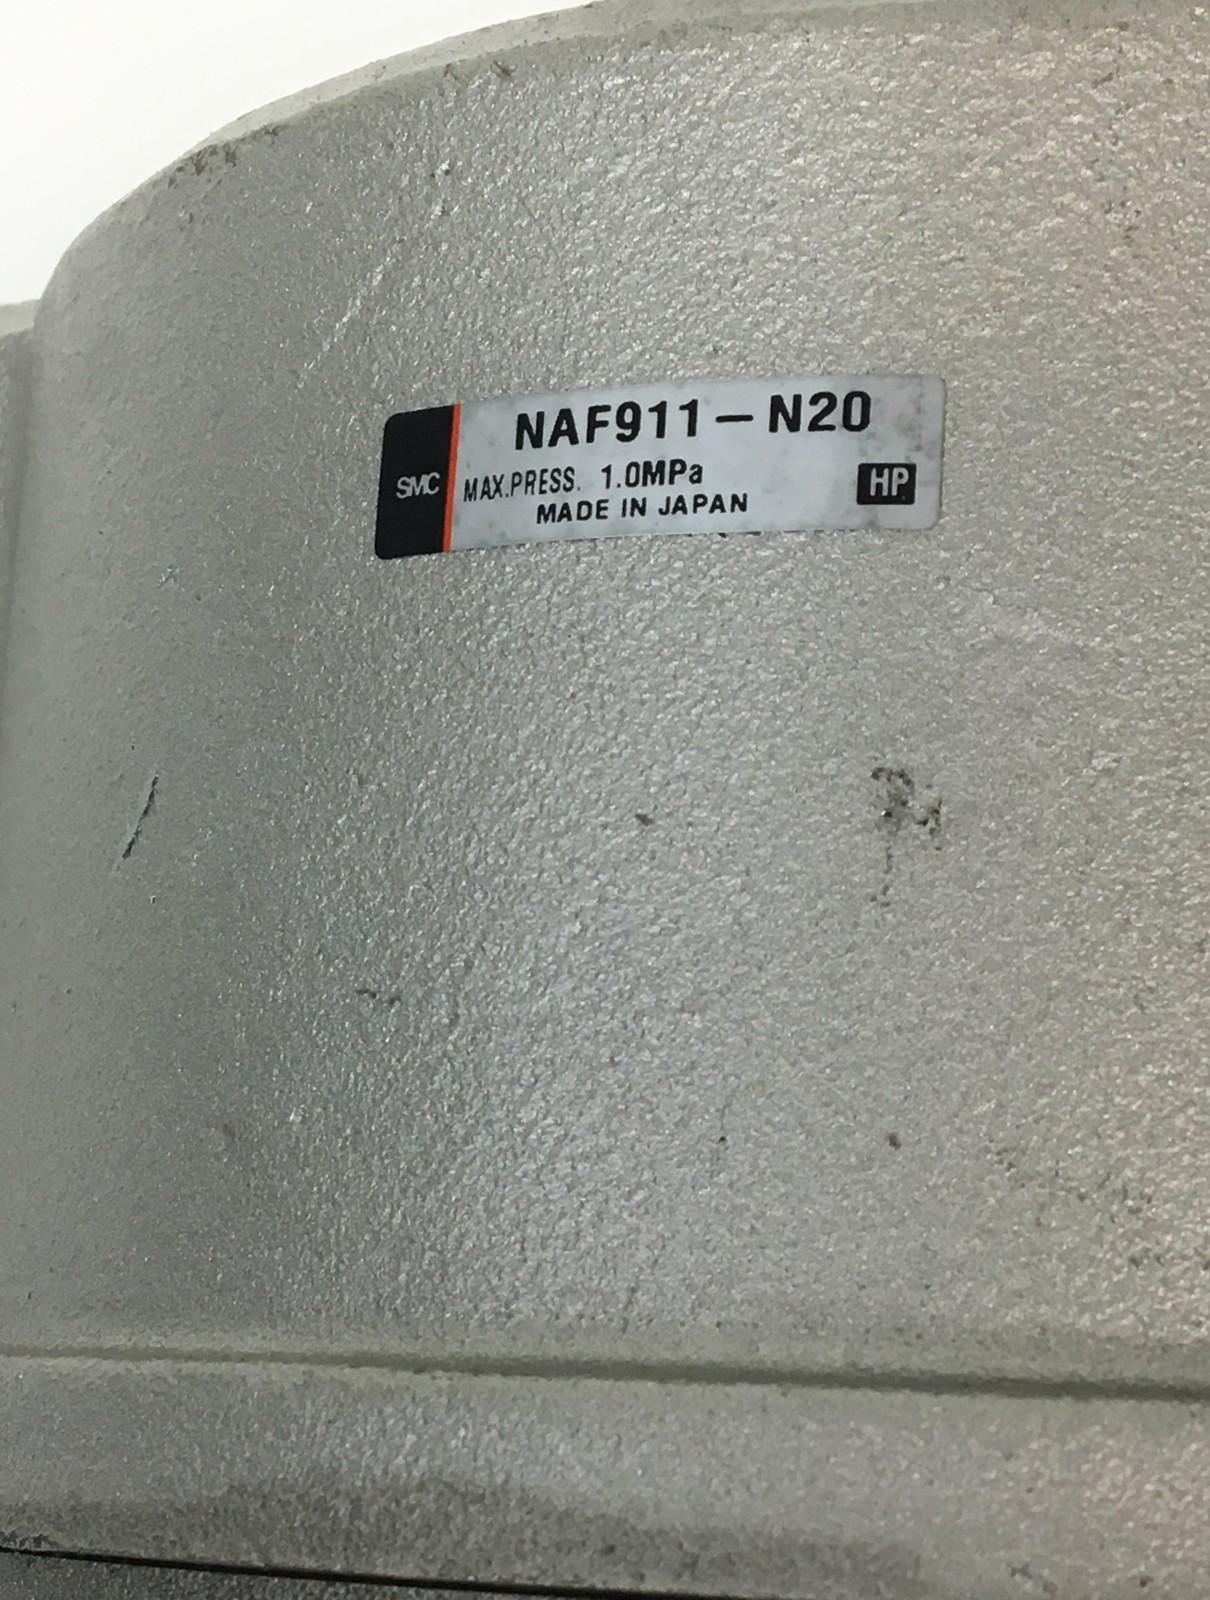 NAF911-N20
SMC MAX.PRESS. 1.0MPa HP
MADE IN JAPAN